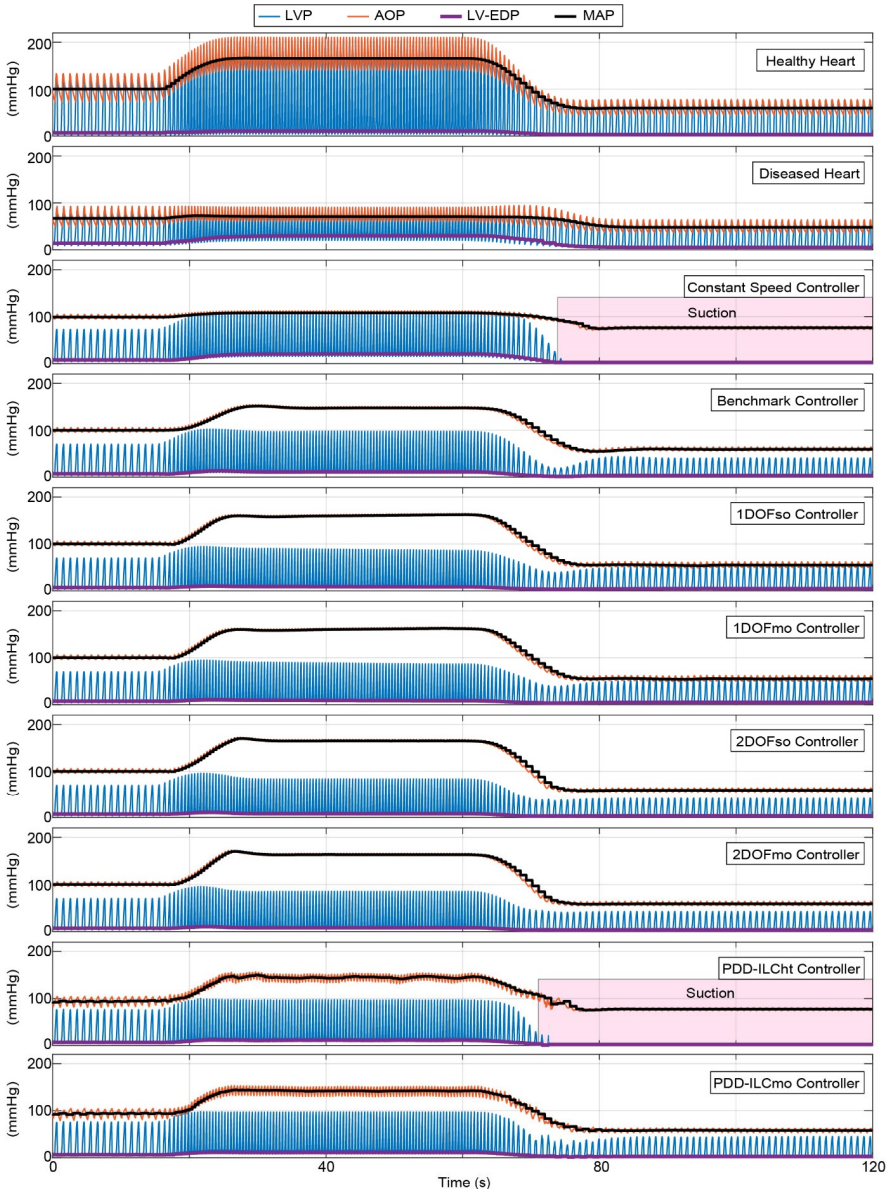 LVP AOP LV-EDP MAP
200
100
0
(mmHg)
Healthy Heart
200
100
0
(mmHg)
Diseased Heart
200
100
0
(mmHg)
Constant Speed Controller
Suction
200
100
0
(mmHg)
Benchmark Controller
200
100
0
(mmHg)
1DOFso Controller
200
100
0
(mmHg)
1DOFmo Controller
200
100
0
(mmHg)
2DOFso Controller
200
100
0
(mmHg)
2DOFmo Controller
200
100
0
(mmHg)
PDD-ILCht Controller
Suction
200
100
0
(mmHg)
PDD-ILCmo Controller
0 40 60 80 120
Time (s)